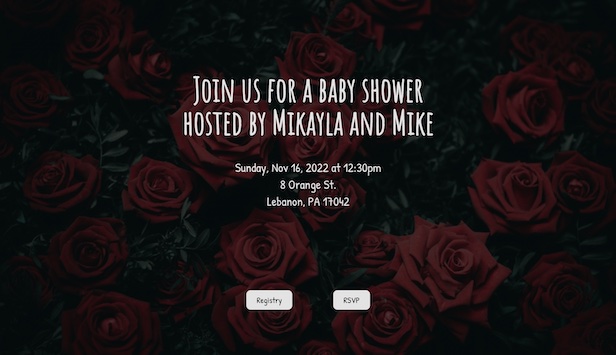 Join us for a baby shower
hosted by Mikayla and Mike
Sunday, Nov 16, 2022 at 12:30pm
8 Orange St.
Lebanon, PA 17042
Registry
RSVP